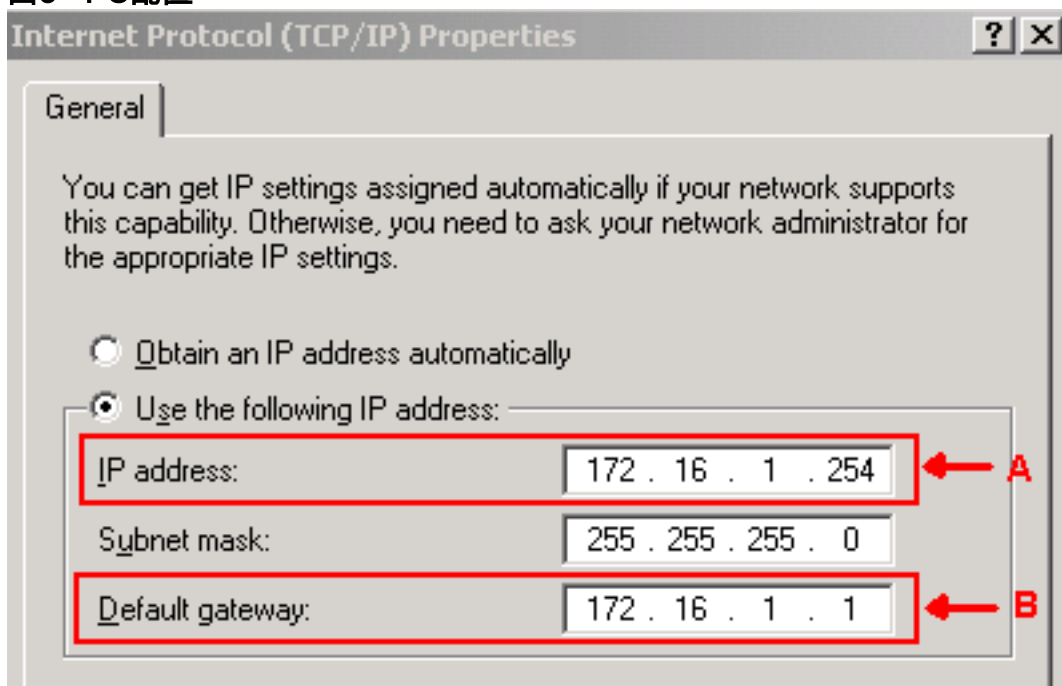 Internet Protocol (TCP/IP) Properties ? X
General
You can get IP settings assigned automatically if your network supports
this capability. Otherwise, you need to ask your network administrator for
the appropriate IP settings.
Obtain an IP address automatically
Use the following IP address:
IP address: 172 . 16 . 1 . 254 A
Subnet mask: 255 . 255 . 255 . 0
Default gateway: 172 . 16 . 1 . 1 B